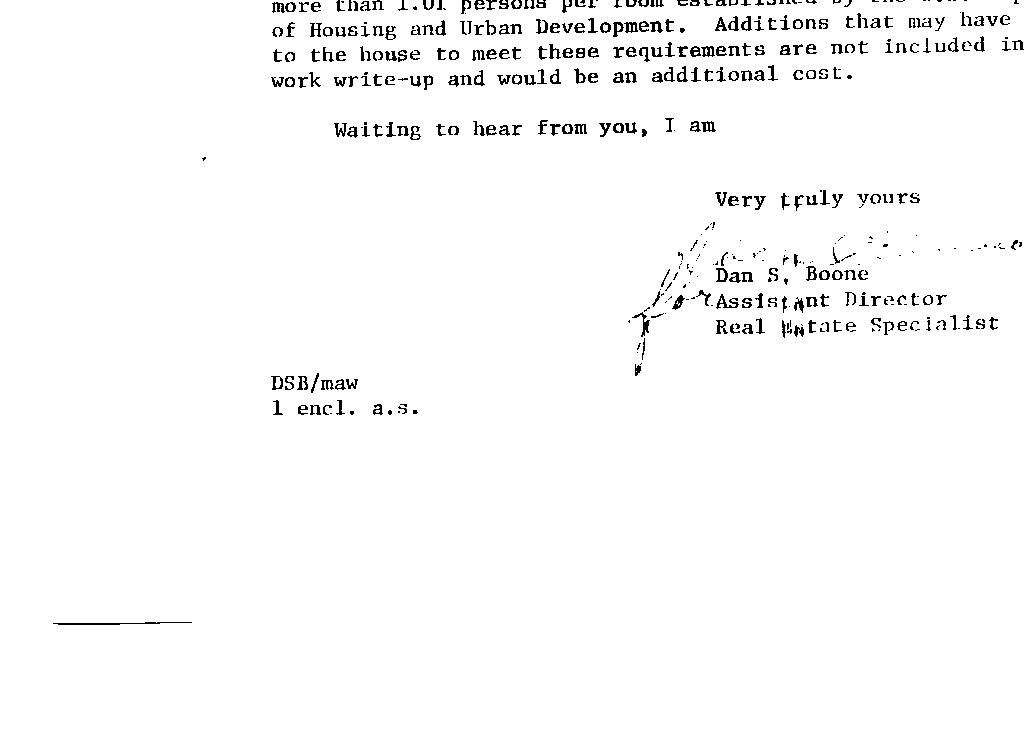 more than 1.01 persons per room established by the
of Housing and Urban Development. Additions that may have
to the house to meet these requirements are not included in
work write-up and would be an additional cost.
Waiting to hear from you, I am
Very truly yours
Dan S. Boone
Assistant Director
Real Estate Specialist
DSB/maw
1 encl. a.s.